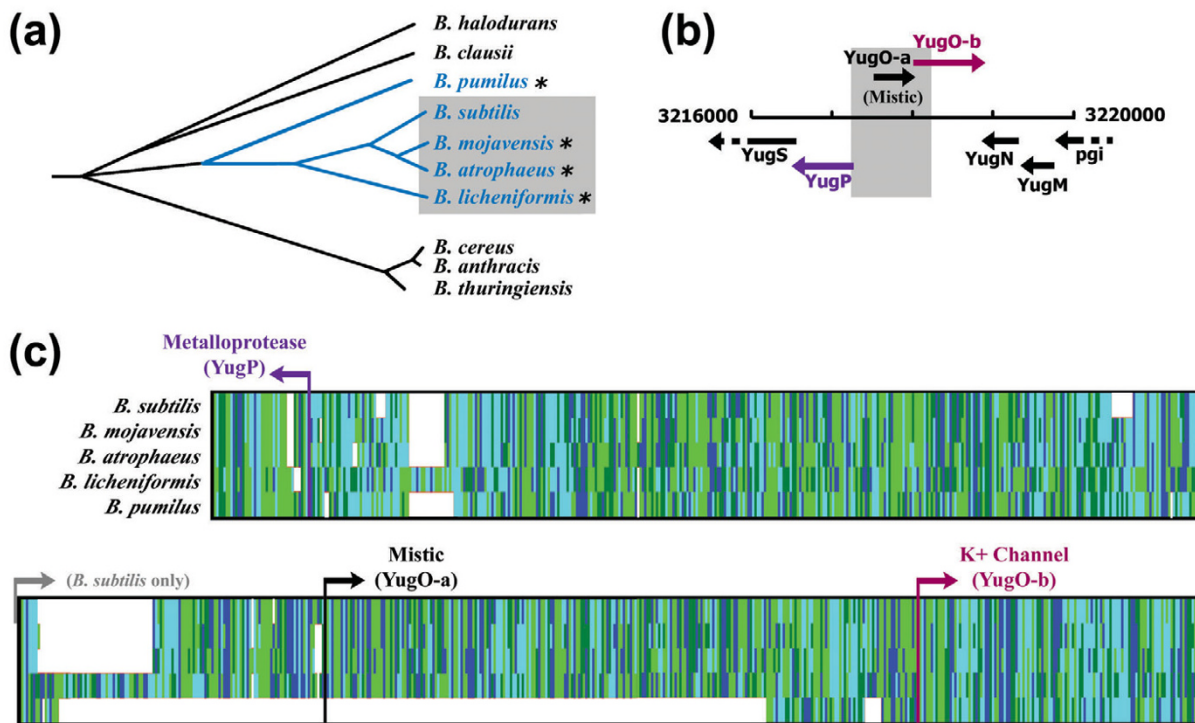 (a)
B. halodurans
B. clausii
B. pumilus *
B. subtilis
B. mojavensis *
B. atrophaeus *
B. licheniformis *
B. cereus
B. anthracis
B. thuringiensis
(b)
YugO-b
YugO-a
(Mistic)
3216000
3220000
YugS
YugP
YugN
YugM
pgi
(c)
Metalloprotease
(YugP)
B. subtilis
B. mojavensis
B. atrophaeus
B. licheniformis
B. pumilus
(B. subtilis only)
Mistic
(YugO-a)
K+ Channel
(YugO-b)